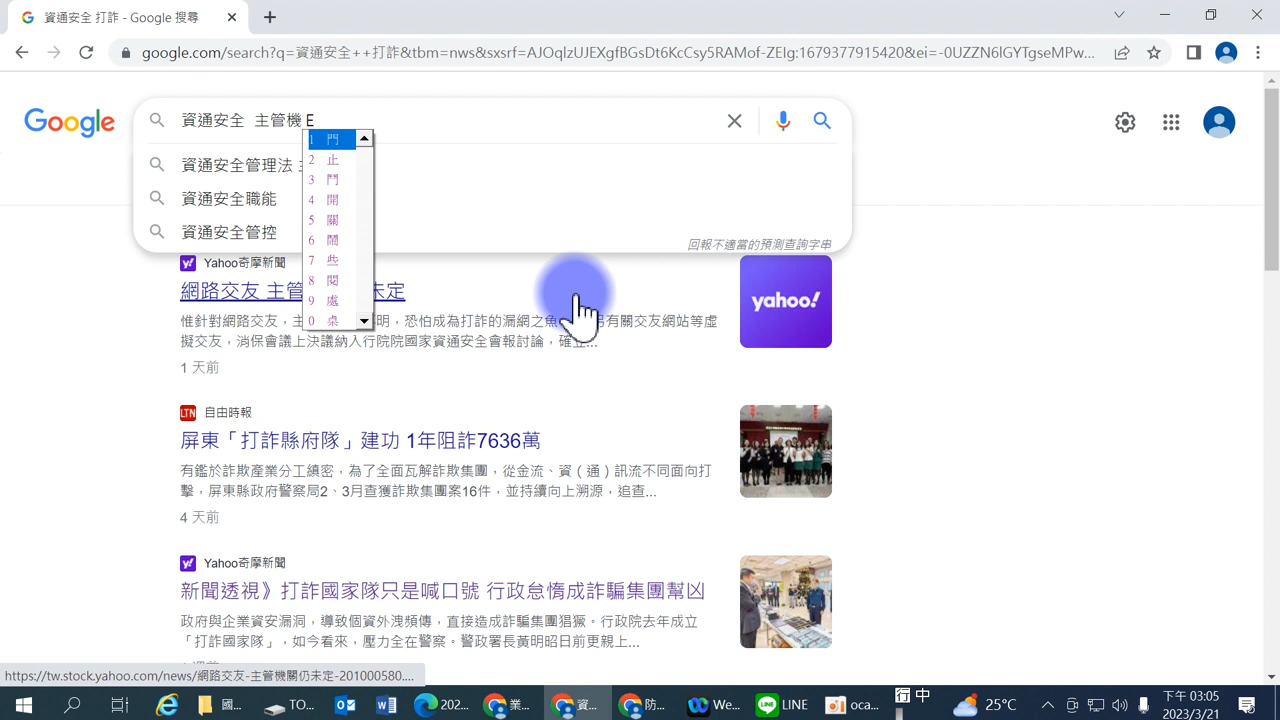 資通安全 打詐 - Google 搜尋
google.com/search?q=資通安全++打詐&tbm=nws&sxsrf=AJOqlzUJEXgfBGsDt6KcCsy5RAMof-ZElg:1679377915420&ei=-0UZZN6lGYTgseMPw...
Google
資通安全 主管機 E
1 門
2 止
3 鬥
4 開
5 關
6 鬧
7 些
8 閱
9 處
0 桌
資通安全管理法
資通安全職能
資通安全管控
回報不適當的預測查詢字串
Yahoo奇摩新聞
網路交友 主管 未定
惟針對網路交友，主 明，恐怕成為打詐的漏網之魚 有關交友網站等虛
擬交友，消保會議上決議納入行院院國家資通安全會報討論，確立...
1 天前
yahoo!
LTN 自由時報
屏東「打詐縣府隊」建功 1年阻詐7636萬
有鑑於詐欺產業分工縝密，為了全面瓦解詐欺集團，從金流、資（通）訊流不同面向打
擊，屏東縣政府警察局2、3月查獲詐欺集團案16件，並持續向上溯源，追查...
4 天前
Yahoo奇摩新聞
新聞透視》打詐國家隊只是喊口號 行政怠惰成詐騙集團幫凶
政府與企業資安漏洞，導致個資外洩頻傳，直接造成詐騙集團猖獗。行政院去年成立
「打詐國家隊」，如今看來，壓力全在警察。警政署長黃明昭日前更親上...
https://tw.stock.yahoo.com/news/網路交友-主管機關仍未定-201000580....
國...
TO...
202...
業...
資...
防...
We...
LINE
oca...
行 中
25°C
下午 03:05
2023/3/21